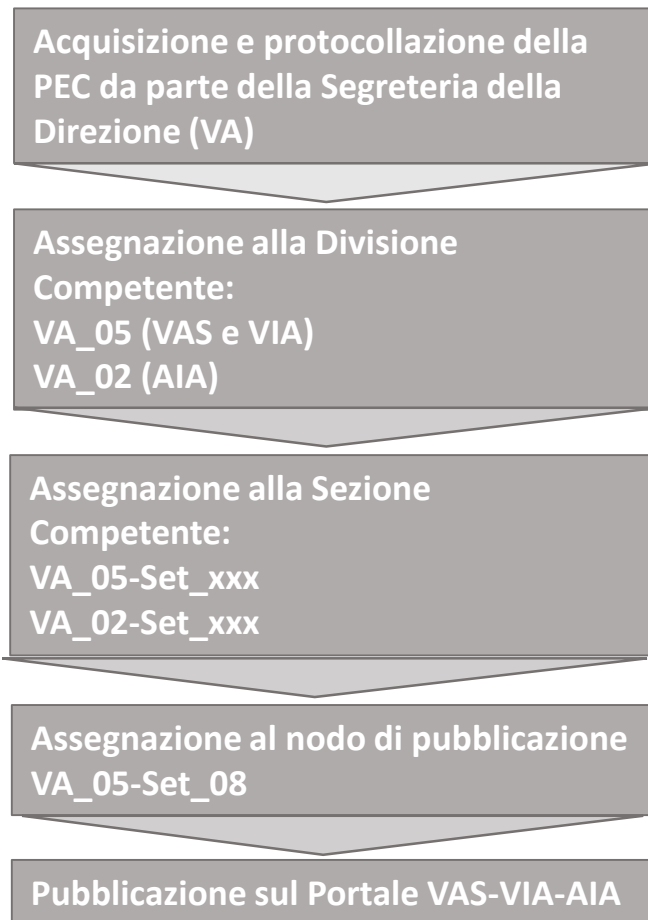 Acquisizione e protocollazione della
PEC da parte della Segreteria della
Direzione (VA)
Assegnazione alla Divisione
Competente:
VA_05 (VAS e VIA)
VA_02 (AIA)
Assegnazione alla Sezione
Competente:
VA_05-Set_xxx
VA_02-Set_xxx
Assegnazione al nodo di pubblicazione
VA_05-Set_08
Pubblicazione sul Portale VAS-VIA-AIA